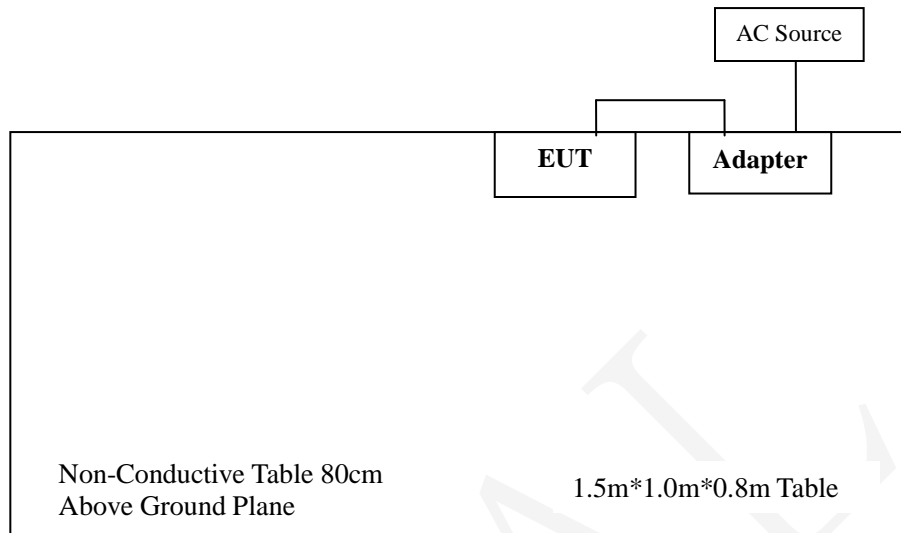 AC Source
EUT
Adapter
Non-Conductive Table 80cm
Above Ground Plane
1.5m*1.0m*0.8m Table